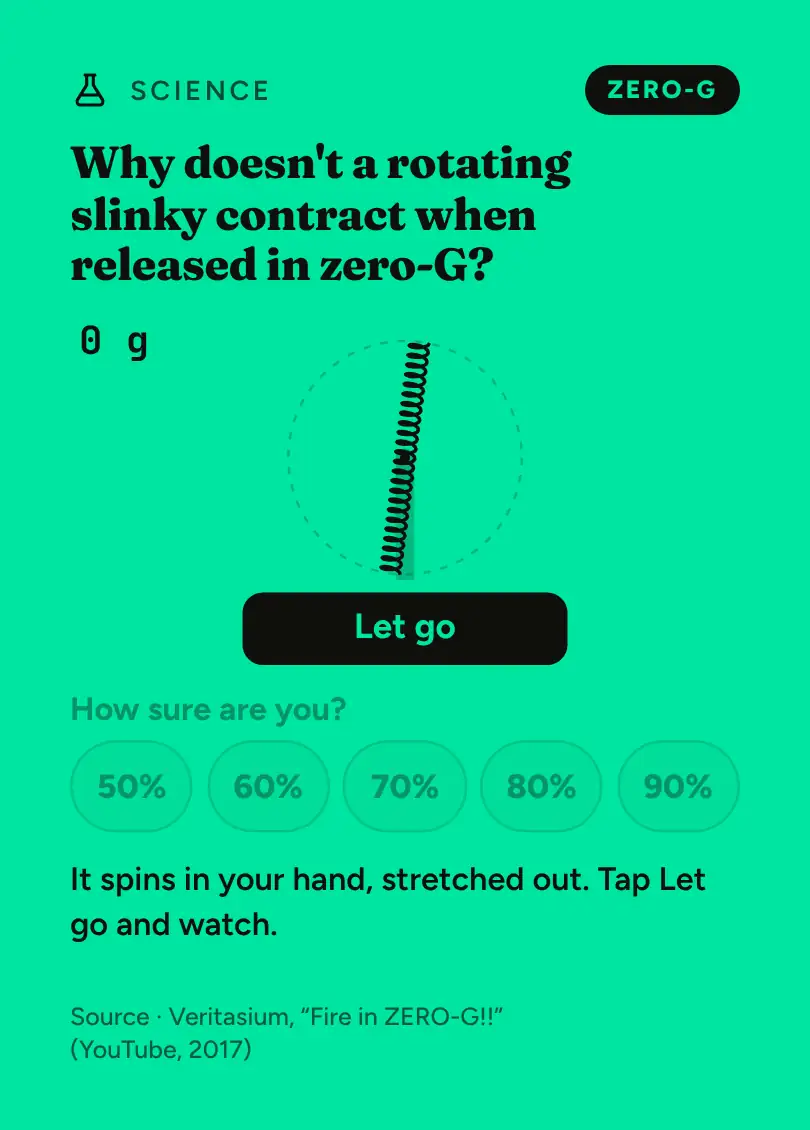 SCIENCE
ZERO-G
Why doesn't a rotating
slinky contract when
released in zero-G?
0 g
Let go
How sure are you?
50% 60% 70% 80% 90%
It spins in your hand, stretched out. Tap Let
go and watch.
Source · Veritasium, “Fire in ZERO-G!!”
(YouTube, 2017)